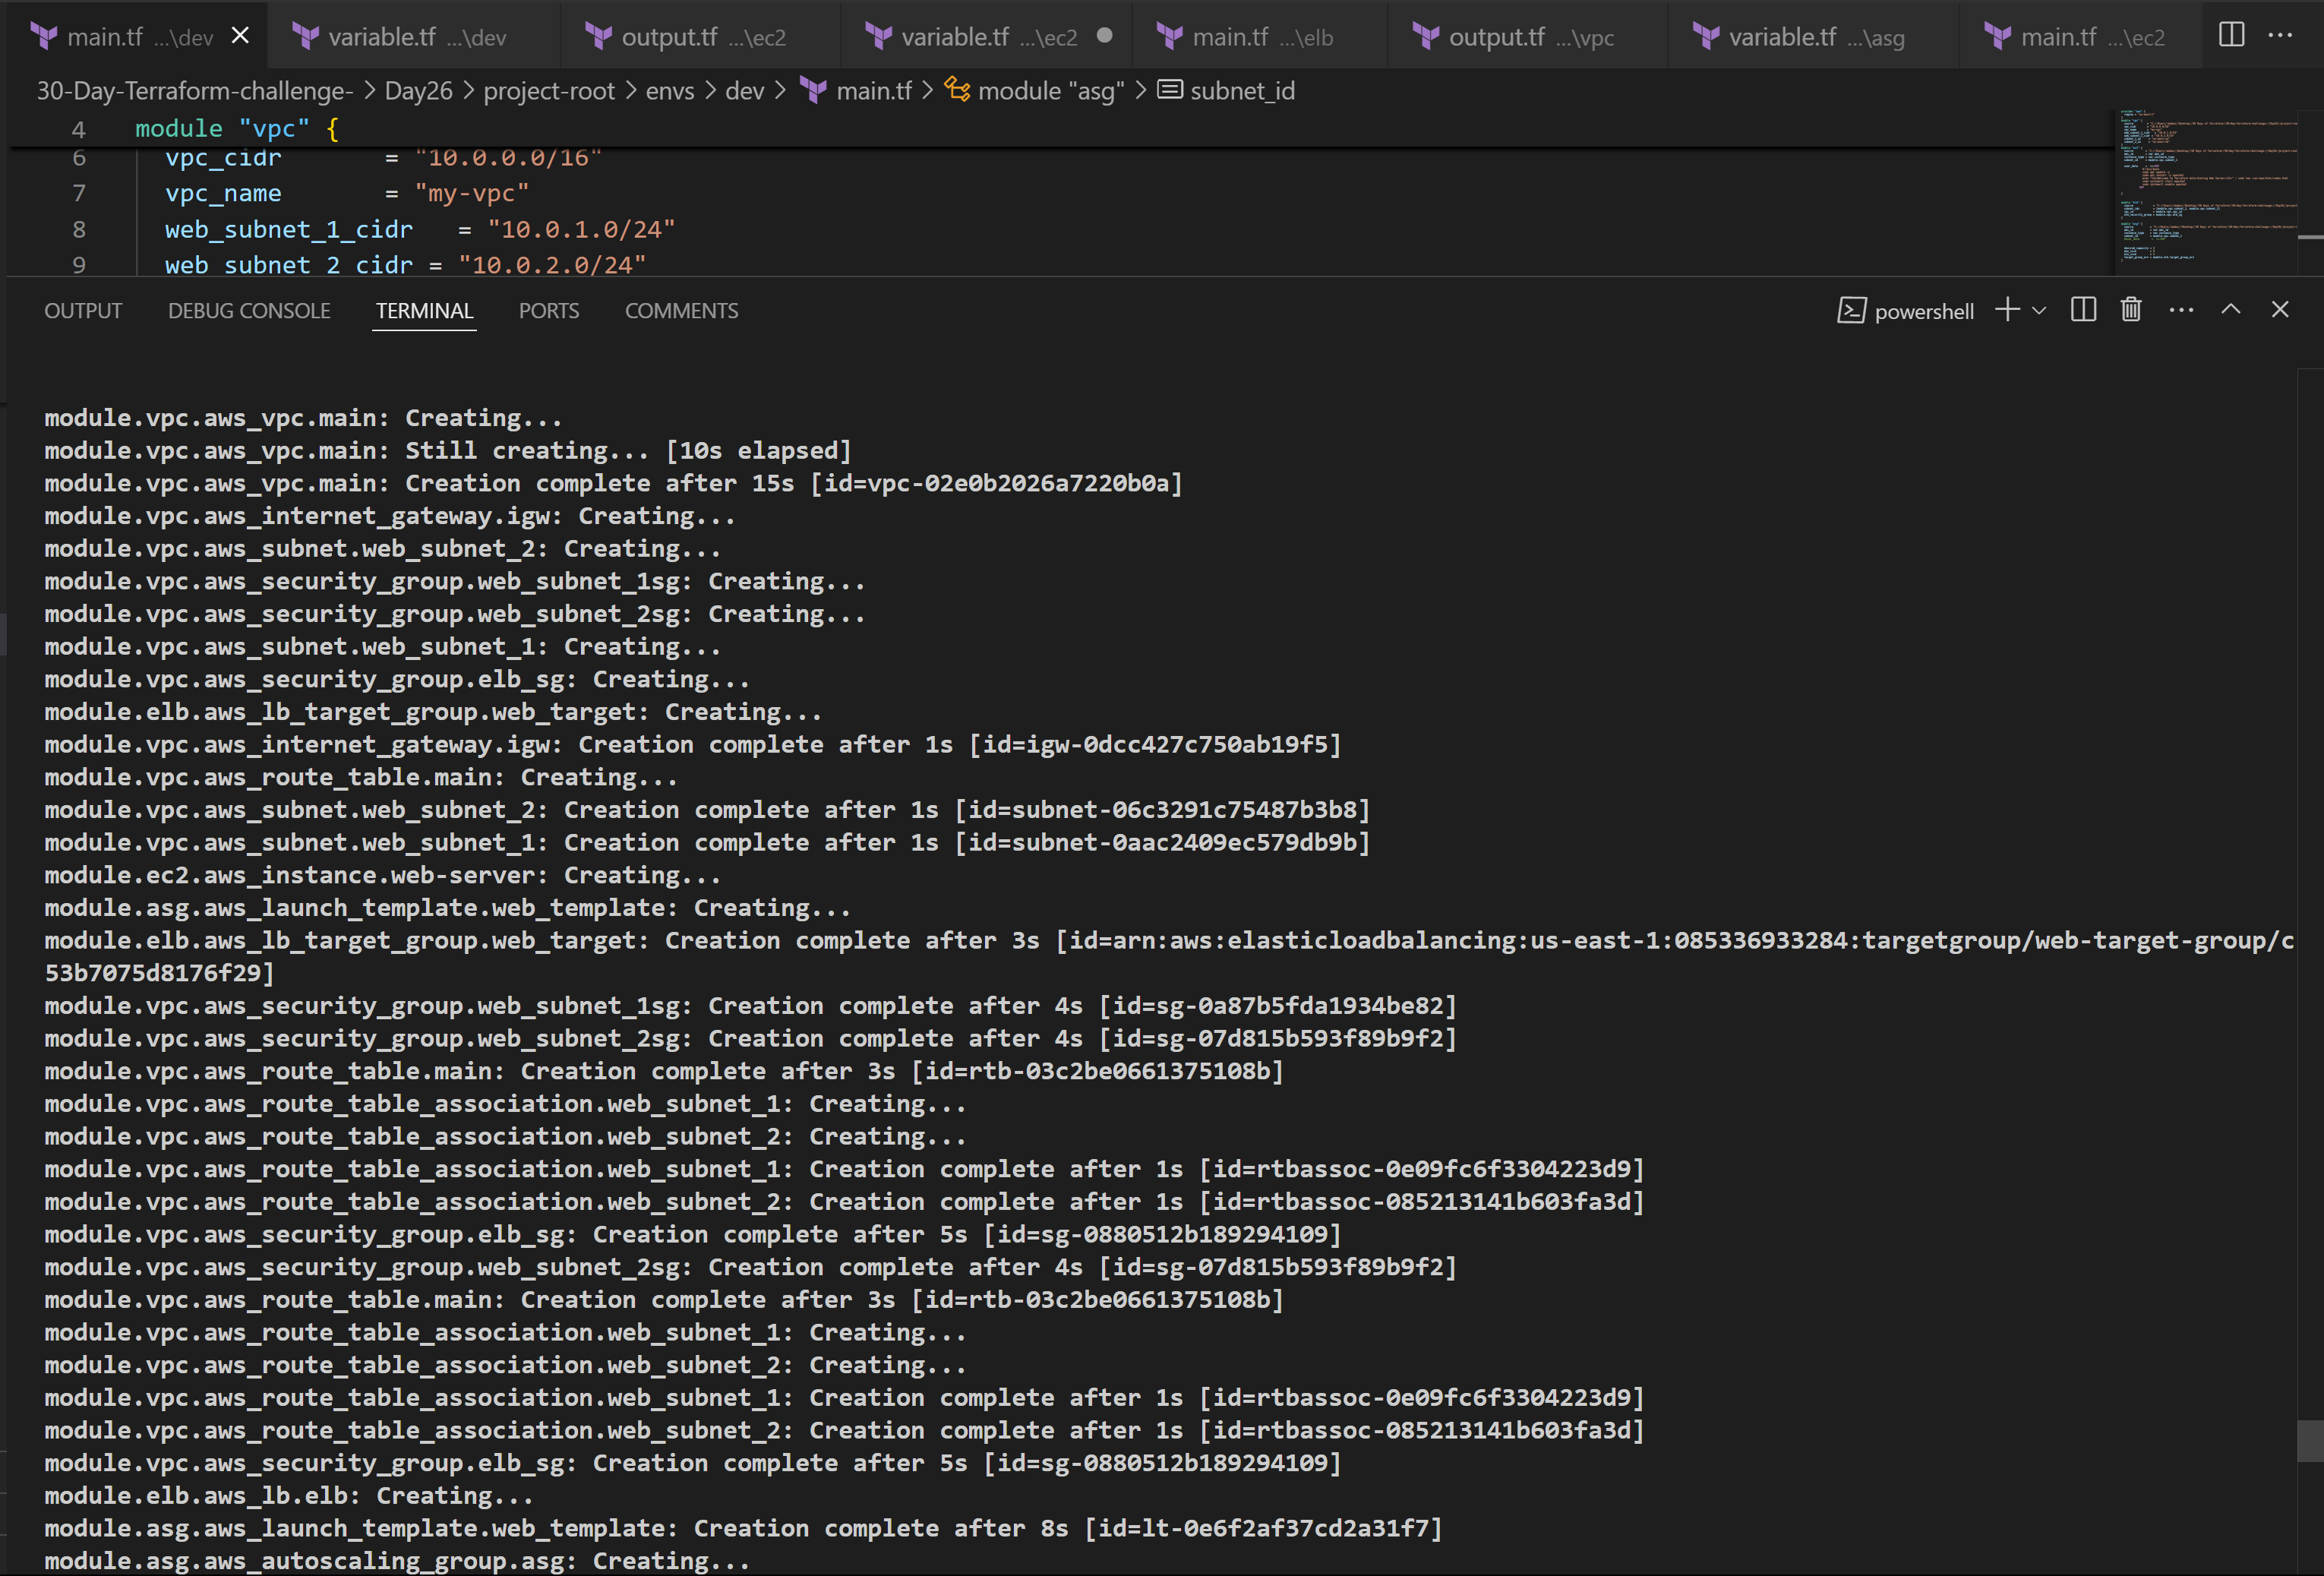 main.tf ...\dev
variable.tf ...\dev
output.tf ...\ec2
variable.tf ...\ec2
main.tf ...\elb
output.tf ...\vpc
variable.tf ...\asg
main.tf ...\ec2
30-Day-Terraform-challenge- > Day26 > project-root > envs > dev > main.tf > module "asg" > subnet_id
4 module "vpc" {
6 vpc_cidr = "10.0.0.0/16"
7 vpc_name = "my-vpc"
8 web_subnet_1_cidr = "10.0.1.0/24"
9 web_subnet_2_cidr = "10.0.2.0/24"
OUTPUT DEBUG CONSOLE TERMINAL PORTS COMMENTS powershell
module.vpc.aws_vpc.main: Creating...
module.vpc.aws_vpc.main: Still creating... [10s elapsed]
module.vpc.aws_vpc.main: Creation complete after 15s [id=vpc-02e0b2026a7220b0a]
module.vpc.aws_internet_gateway.igw: Creating...
module.vpc.aws_subnet.web_subnet_2: Creating...
module.vpc.aws_security_group.web_subnet_1sg: Creating...
module.vpc.aws_security_group.web_subnet_2sg: Creating...
module.vpc.aws_subnet.web_subnet_1: Creating...
module.vpc.aws_security_group.elb_sg: Creating...
module.elb.aws_lb_target_group.web_target: Creating...
module.vpc.aws_internet_gateway.igw: Creation complete after 1s [id=igw-0dcc427c750ab19f5]
module.vpc.aws_route_table.main: Creating...
module.vpc.aws_subnet.web_subnet_2: Creation complete after 1s [id=subnet-06c3291c75487b3b8]
module.vpc.aws_subnet.web_subnet_1: Creation complete after 1s [id=subnet-0aac2409ec579db9b]
module.ec2.aws_instance.web-server: Creating...
module.asg.aws_launch_template.web_template: Creating...
module.elb.aws_lb_target_group.web_target: Creation complete after 3s [id=arn:aws:elasticloadbalancing:us-east-1:085336933284:targetgroup/web-target-group/c
53b7075d8176f29]
module.vpc.aws_security_group.web_subnet_1sg: Creation complete after 4s [id=sg-0a87b5fda1934be82]
module.vpc.aws_security_group.web_subnet_2sg: Creation complete after 4s [id=sg-07d815b593f89b9f2]
module.vpc.aws_route_table.main: Creation complete after 3s [id=rtb-03c2be0661375108b]
module.vpc.aws_route_table_association.web_subnet_1: Creating...
module.vpc.aws_route_table_association.web_subnet_2: Creating...
module.vpc.aws_route_table_association.web_subnet_1: Creation complete after 1s [id=rtbassoc-0e09fc6f3304223d9]
module.vpc.aws_route_table_association.web_subnet_2: Creation complete after 1s [id=rtbassoc-085213141b603fa3d]
module.vpc.aws_security_group.elb_sg: Creation complete after 5s [id=sg-0880512b189294109]
module.vpc.aws_security_group.web_subnet_2sg: Creation complete after 4s [id=sg-07d815b593f89b9f2]
module.vpc.aws_route_table.main: Creation complete after 3s [id=rtb-03c2be0661375108b]
module.vpc.aws_route_table_association.web_subnet_1: Creating...
module.vpc.aws_route_table_association.web_subnet_2: Creating...
module.vpc.aws_route_table_association.web_subnet_1: Creation complete after 1s [id=rtbassoc-0e09fc6f3304223d9]
module.vpc.aws_route_table_association.web_subnet_2: Creation complete after 1s [id=rtbassoc-085213141b603fa3d]
module.vpc.aws_security_group.elb_sg: Creation complete after 5s [id=sg-0880512b189294109]
module.elb.aws_lb.elb: Creating...
module.asg.aws_launch_template.web_template: Creation complete after 8s [id=lt-0e6f2af37cd2a31f7]
module.asg.aws_autoscaling_group.asg: Creating...